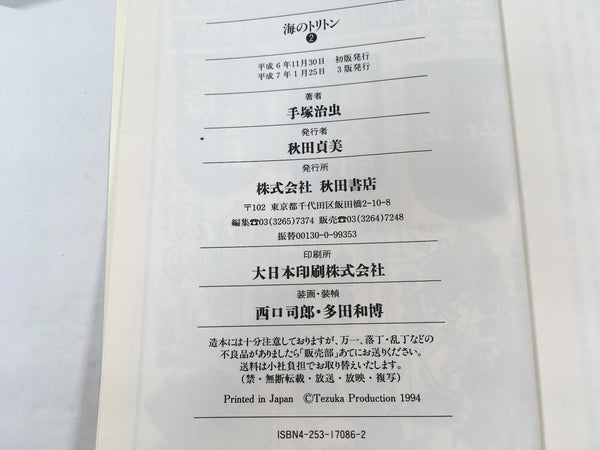 海のトリトン
❷
平成6年11月30日 初版発行
平成7年1月25日 3版発行
著者
手塚治虫
発行者
秋田貞美
発行所
株式会社 秋田書店
〒102 東京都千代田区飯田橋2-10-8
編集☎03(3265)7374 販売☎03(3264)7248
振替00130-0-99353
印刷所
大日本印刷株式会社
装画・装幀
西口司郎・多田和博
造本には十分注意しておりますが、万一、落丁・乱丁などの
不良品がありましたら「販売部」あてにお送りください。
送料は小社負担でお取り替えいたします。
(禁・無断転載・放送・放映・複写)
Printed in Japan ©Tezuka Production 1994
ISBN4-253-17086-2